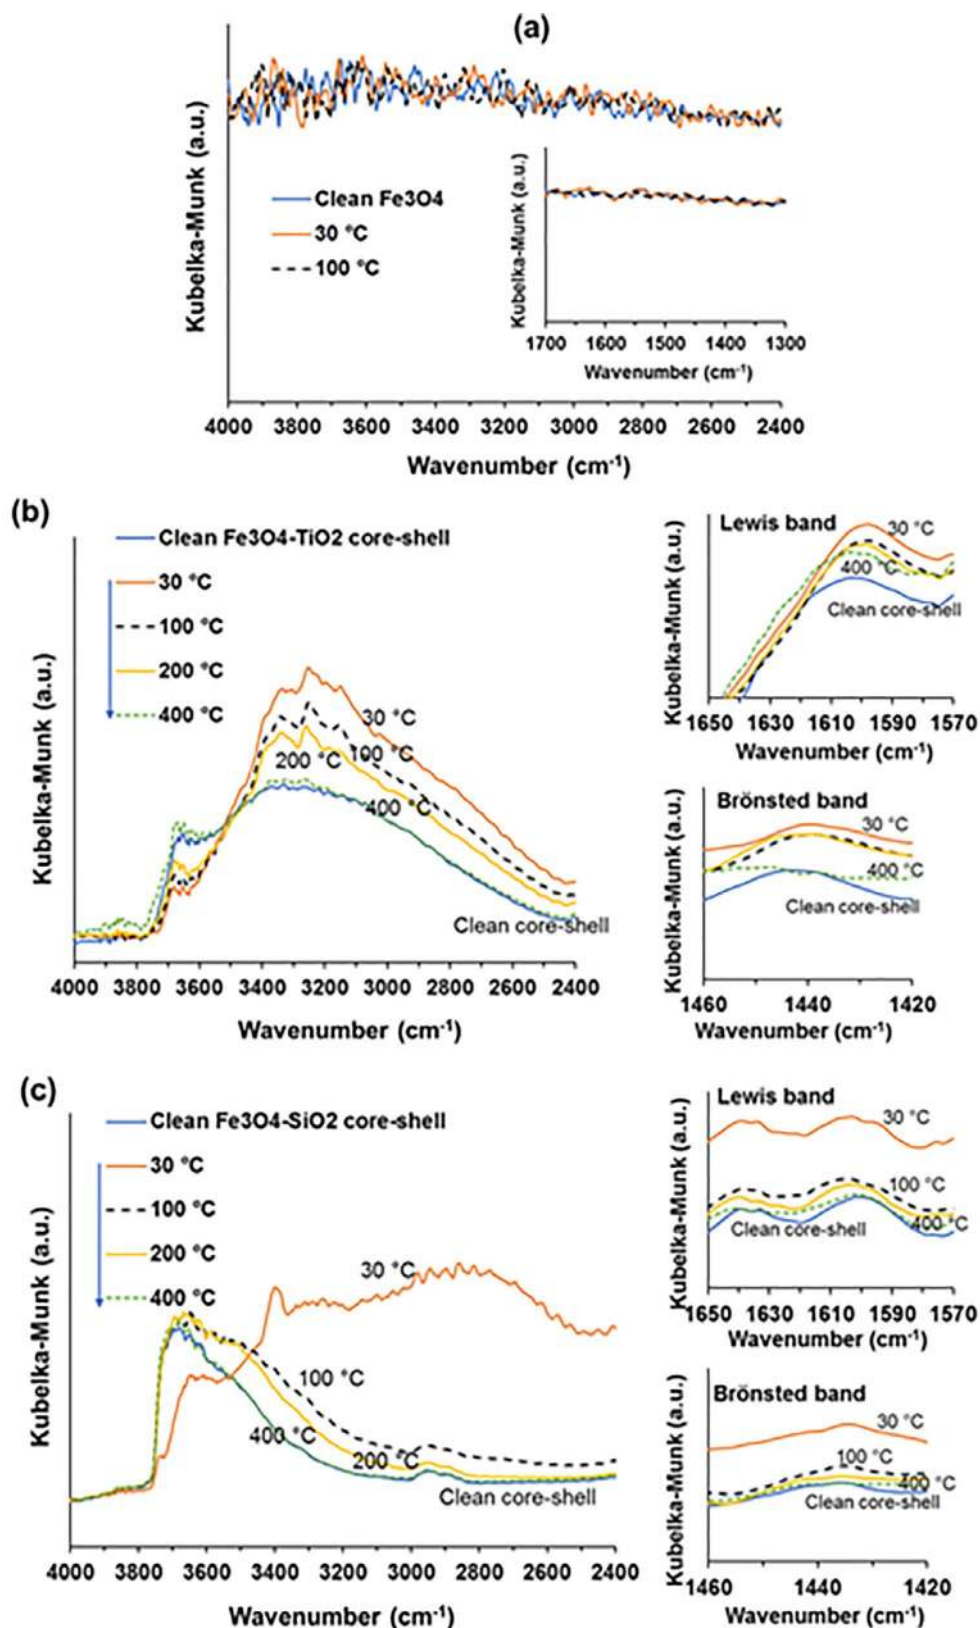 (a)
Kubelka-Munk (a.u.)
Clean Fe3O4
30 °C
100 °C
Kubelka-Munk (a.u.)
1700 1600 1500 1400 1300
Wavenumber (cm-1)
4000 3800 3600 3400 3200 3000 2800 2600 2400
Wavenumber (cm-1)
(b)
Kubelka-Munk (a.u.)
Clean Fe3O4-TiO2 core-shell
30 °C
100 °C
200 °C
400 °C
30 °C
100 °C
200 °C
400 °C
Clean core-shell
4000 3800 3600 3400 3200 3000 2800 2600 2400
Wavenumber (cm-1)
Lewis band
Kubelka-Munk (a.u.)
30 °C
400 °C
Clean core-shell
1650 1630 1610 1590 1570
Wavenumber (cm-1)
Brönsted band
Kubelka-Munk (a.u.)
30 °C
400 °C
Clean core-shell
1460 1440 1420
Wavenumber (cm-1)
(c)
Kubelka-Munk (a.u.)
Clean Fe3O4-SiO2 core-shell
30 °C
100 °C
200 °C
400 °C
30 °C
100 °C
400 °C
200 °C
Clean core-shell
4000 3800 3600 3400 3200 3000 2800 2600 2400
Wavenumber (cm-1)
Lewis band
Kubelka-Munk (a.u.)
30 °C
100 °C
400 °C
Clean core-shell
1650 1630 1610 1590 1570
Wavenumber (cm-1)
Brönsted band
Kubelka-Munk (a.u.)
30 °C
100 °C
400 °C
Clean core-shell
1460 1440 1420
Wavenumber (cm-1)